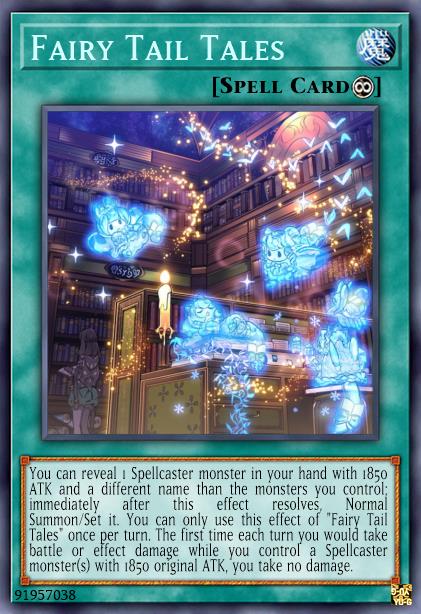 FAIRY TAIL TALES
魔
[SPELL CARD♾]
You can reveal 1 Spellcaster monster in your hand with 1850
ATK and a different name than the monsters you control;
immediately after this effect resolves, Normal
Summon/Set it. You can only use this effect of "Fairy Tail
Tales" once per turn. The first time each turn you would take
battle or effect damage while you control a Spellcaster
monster(s) with 1850 original ATK, you take no damage.
91957038